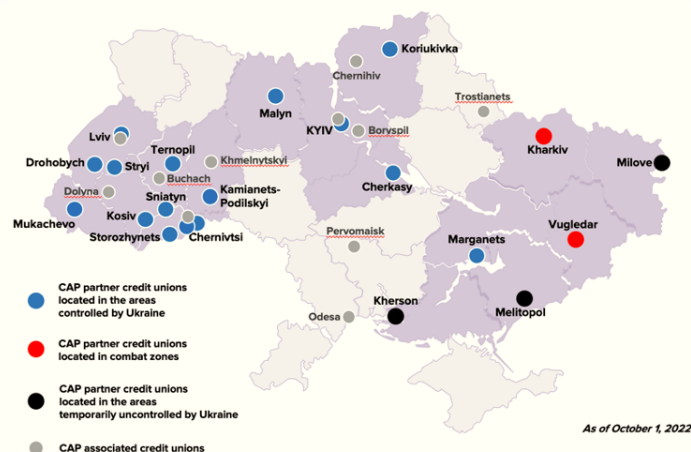 Koriukivka
Chernihiv
Trostianets
Malyn
KYIV
Boryspil
Lviv
Kharkiv
Ternopil
Khmelnytskyi
Milove
Drohobych
Stryi
Buchach
Cherkasy
Dolyna
Sniatyn
Kamianets-
Podilskyi
Mukachevo
Kosiv
Storozhynets
Chernivtsi
Pervomaisk
Marganets
Vugledar
Kherson
Melitopol
Odesa
CAP partner credit unions
located in the areas
controlled by Ukraine
CAP partner credit unions
located in combat zones
CAP partner credit unions
located in the areas
temporarily uncontrolled by Ukraine
As of October 1, 2022
CAP associated credit unions